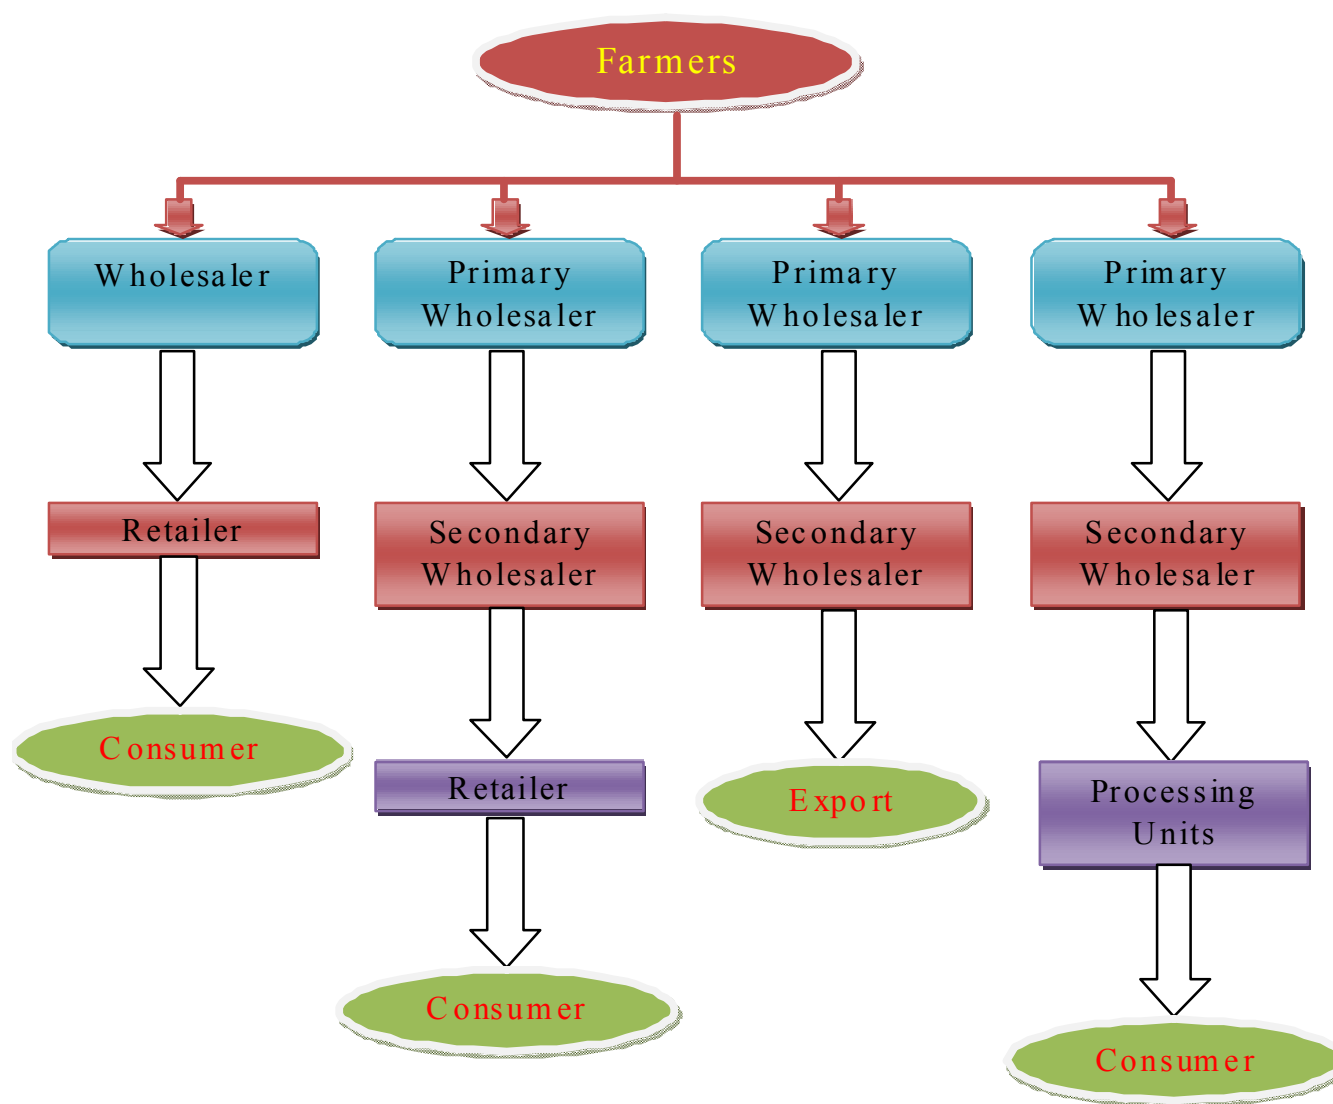 Farmers
Wholesaler
Primary
Wholesaler
Primary
Wholesaler
Primary
Wholesaler
Retailer
Secondary
Wholesaler
Secondary
Wholesaler
Secondary
Wholesaler
Consumer
Retailer
Export
Processing
Units
Consumer
Consumer